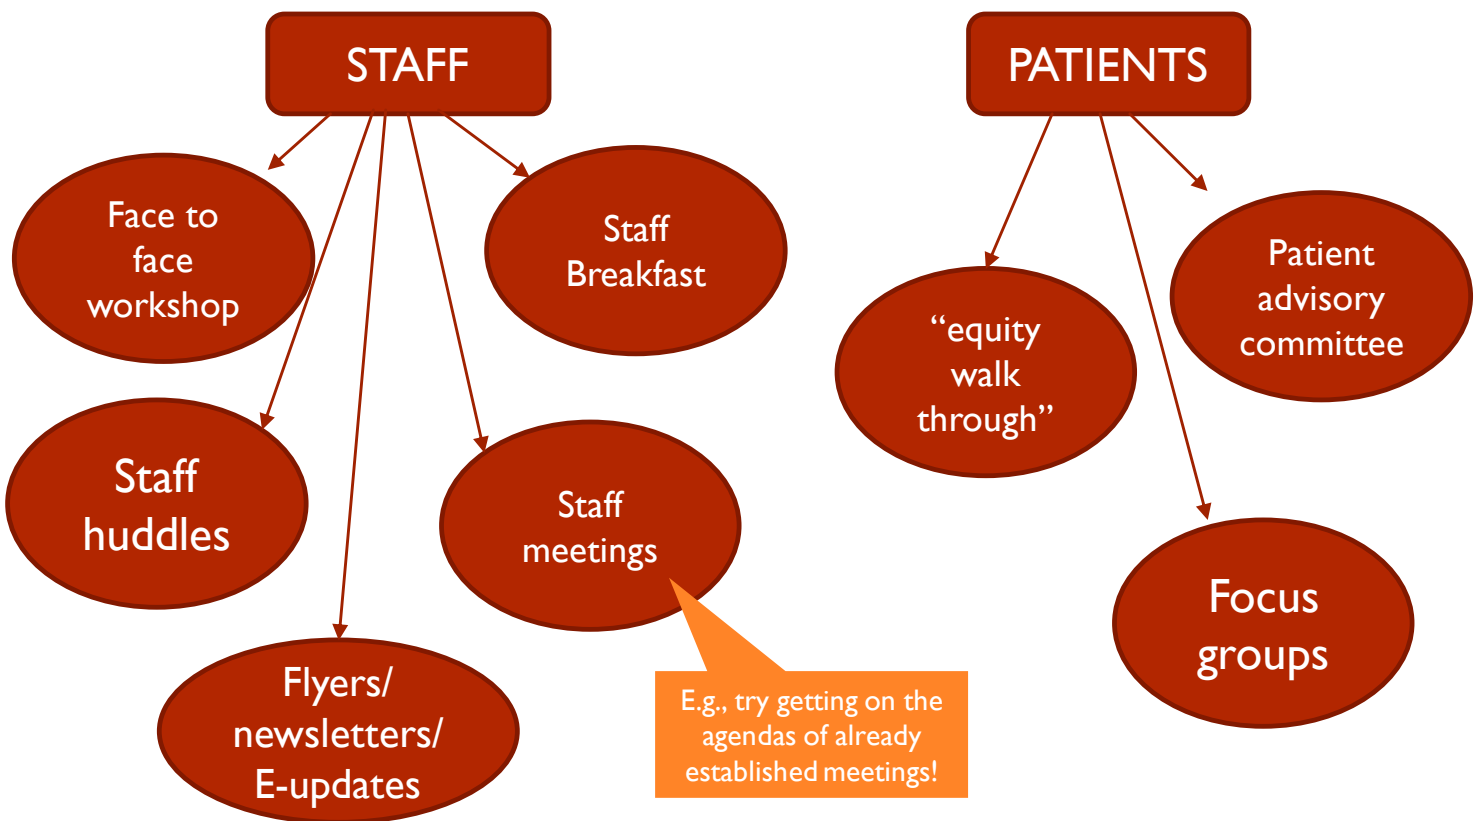 STAFF
PATIENTS
Face to
face
workshop
Staff
Breakfast
Patient
advisory
committee
“equity
walk
through”
Staff
huddles
Staff
meetings
Focus
groups
Flyers/
newsletters/
E-updates
E.g., try getting on the
agendas of already
established meetings!